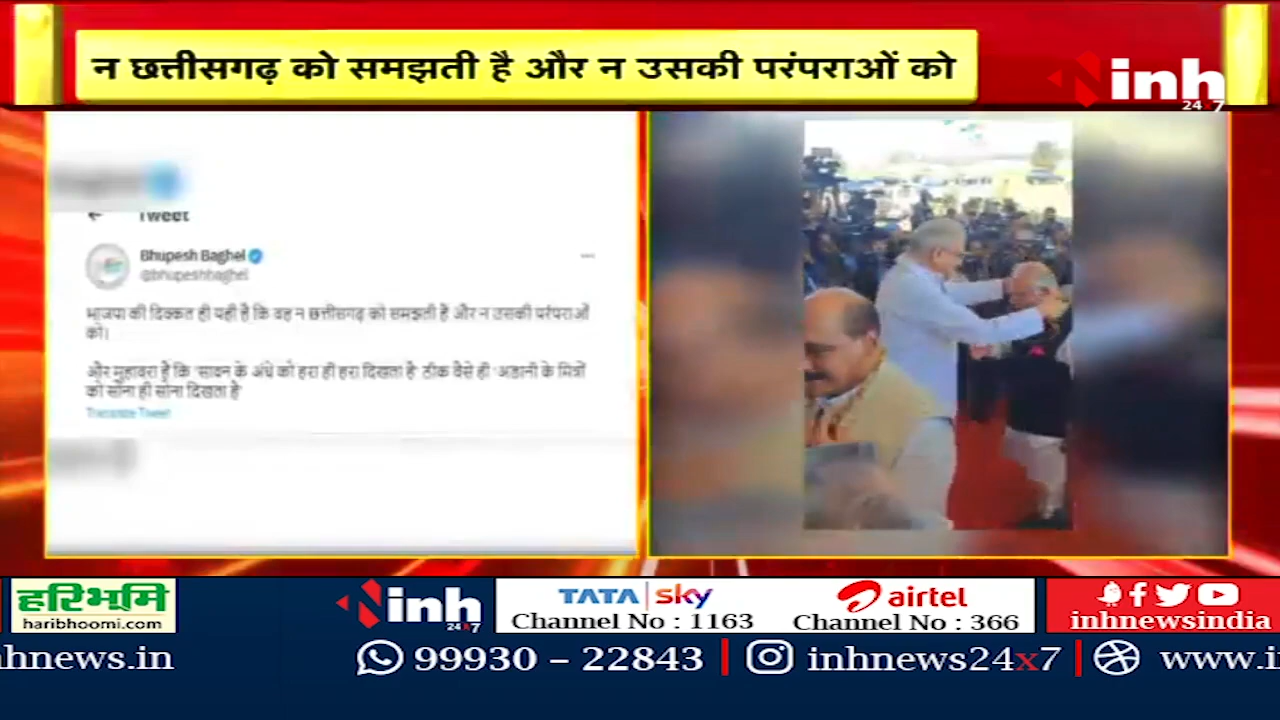 न छत्तीसगढ़ को समझती है और न उसकी परंपराओं को
inh
24x7
Tweet
Bhupesh Baghel
@bhupeshbaghel
भाजपा की दिक्कत ही यही है कि वह न छत्तीसगढ़ को समझती है और न उसकी परंपराओं
को।
और मुहावरा है कि 'सावन के अंधे को हरा ही हरा दिखता है' ठीक वैसे ही 'अडानी के मित्रों
को सोना ही सोना दिखता है'
Translate Tweet
हरिभूमि
haribhoomi.com
inh
24x7
TATA sky
Channel No : 1163
airtel
Channel No : 366
inhnewsindia
nhnews.in
99930 – 22843
inhnews24x7
www.i